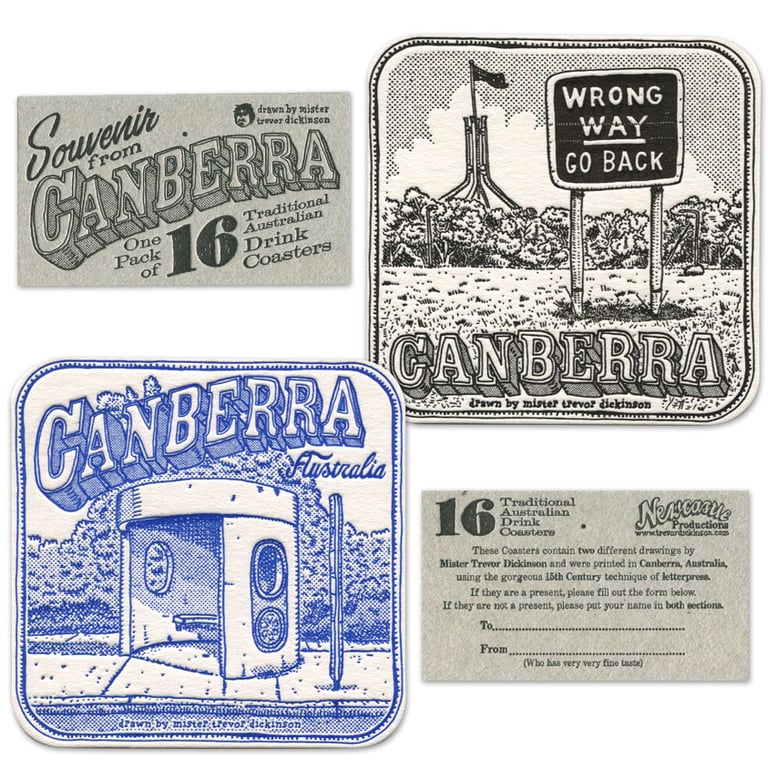 Souvenir
from
CANBERRA
drawn by mister
trevor dickinson
One
Pack
of
16
Traditional
Australian
Drink
Coasters
WRONG
WAY
GO BACK
CANBERRA
drawn by mister trevor dickinson
CANBERRA
Australia
drawn by mister trevor dickinson
16
Traditional
Australian
Drink
Coasters
Newcastle
Productions
www.trevordickinson.com
These Coasters contain two different drawings by
Mister Trevor Dickinson and were printed in Canberra, Australia,
using the gorgeous 15th Century technique of letterpress.
If they are a present, please fill out the form below.
If they are not a present, please put your name in both sections.
To
From
(Who has very very fine taste)